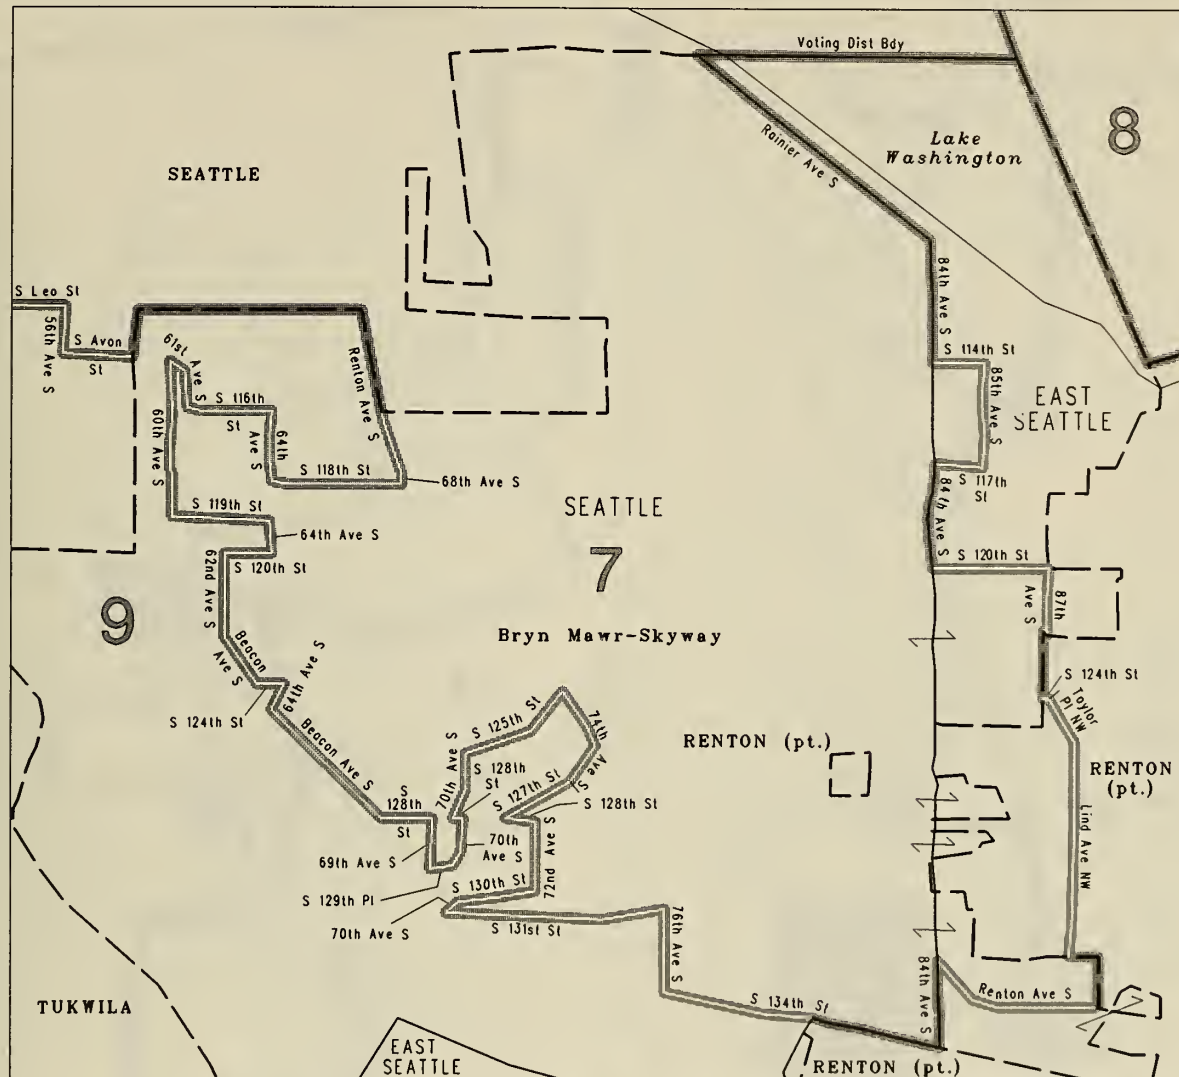 Voting Dist Bdy
8
Lake
Washington
Rainier Ave S
SEATTLE
84th Ave S
S Leo St
56th Ave S
S Avon
St
61st
Ave S
Renton Ave S
S 114th St
85th Ave S
EAST
SEATTLE
60th Ave S
S 116th
St
64th
Ave S
S 118th St
68th Ave S
S 117th
St
84th Ave S
S 119th St
64th Ave S
SEATTLE
7
S 120th St
S 120th St
62nd Ave S
87th
Ave S
9
Bryn Mawr-Skyway
Beacon
Ave S
64th Ave S
S 124th St
S 124th St
Taylor
Pl NW
Beacon Ave S
S 125th St
74th
Ave S
RENTON (pt.)
RENTON
(pt.)
70th Ave S
S 128th
St
S 127th St
S 128th St
S
128th
St
Lind Ave NW
69th Ave S
70th
Ave S
72nd Ave S
S 129th Pl
S 130th St
70th Ave S
S 131st St
76th Ave S
84th Ave S
Renton Ave S
TUKWILA
S 134th St
EAST
SEATTLE
RENTON (pt.)